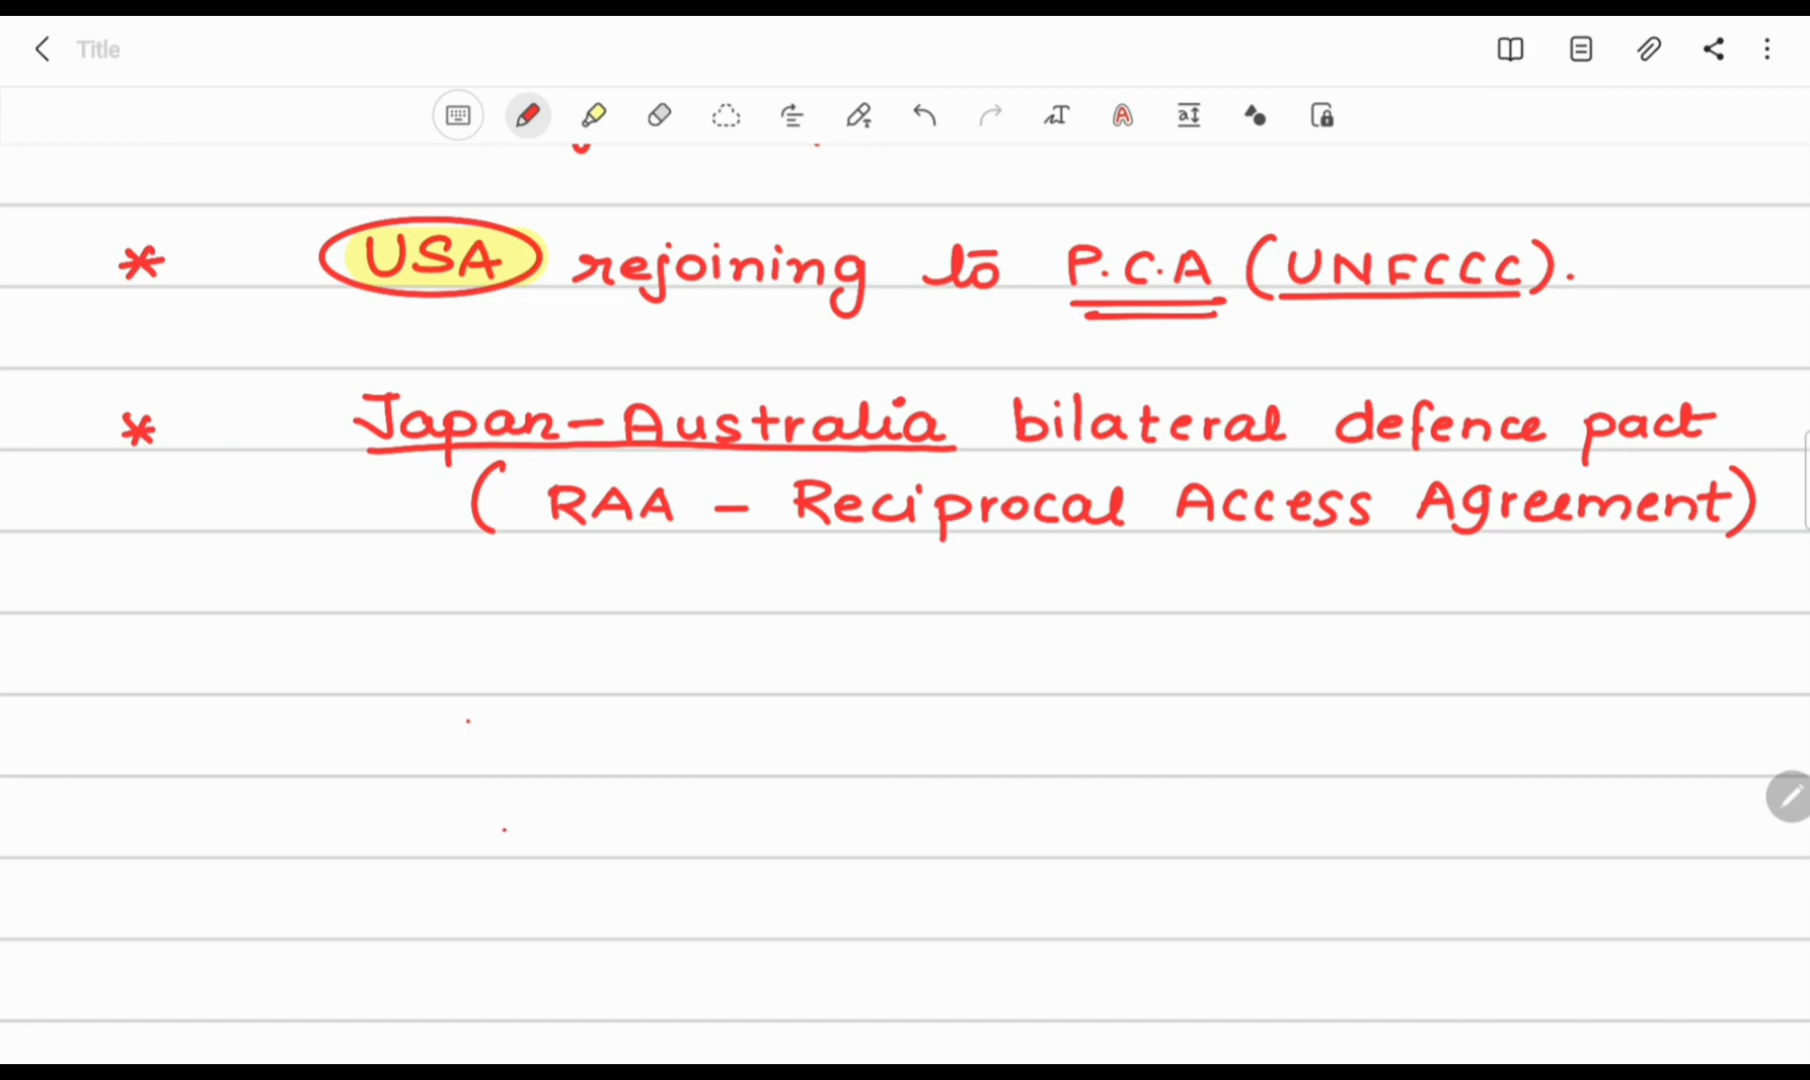 Title
* USA rejoining to P.C.A (UNFCCC).
* Japan-Australia bilateral defence pact
( RAA - Reciprocal Access Agreement)